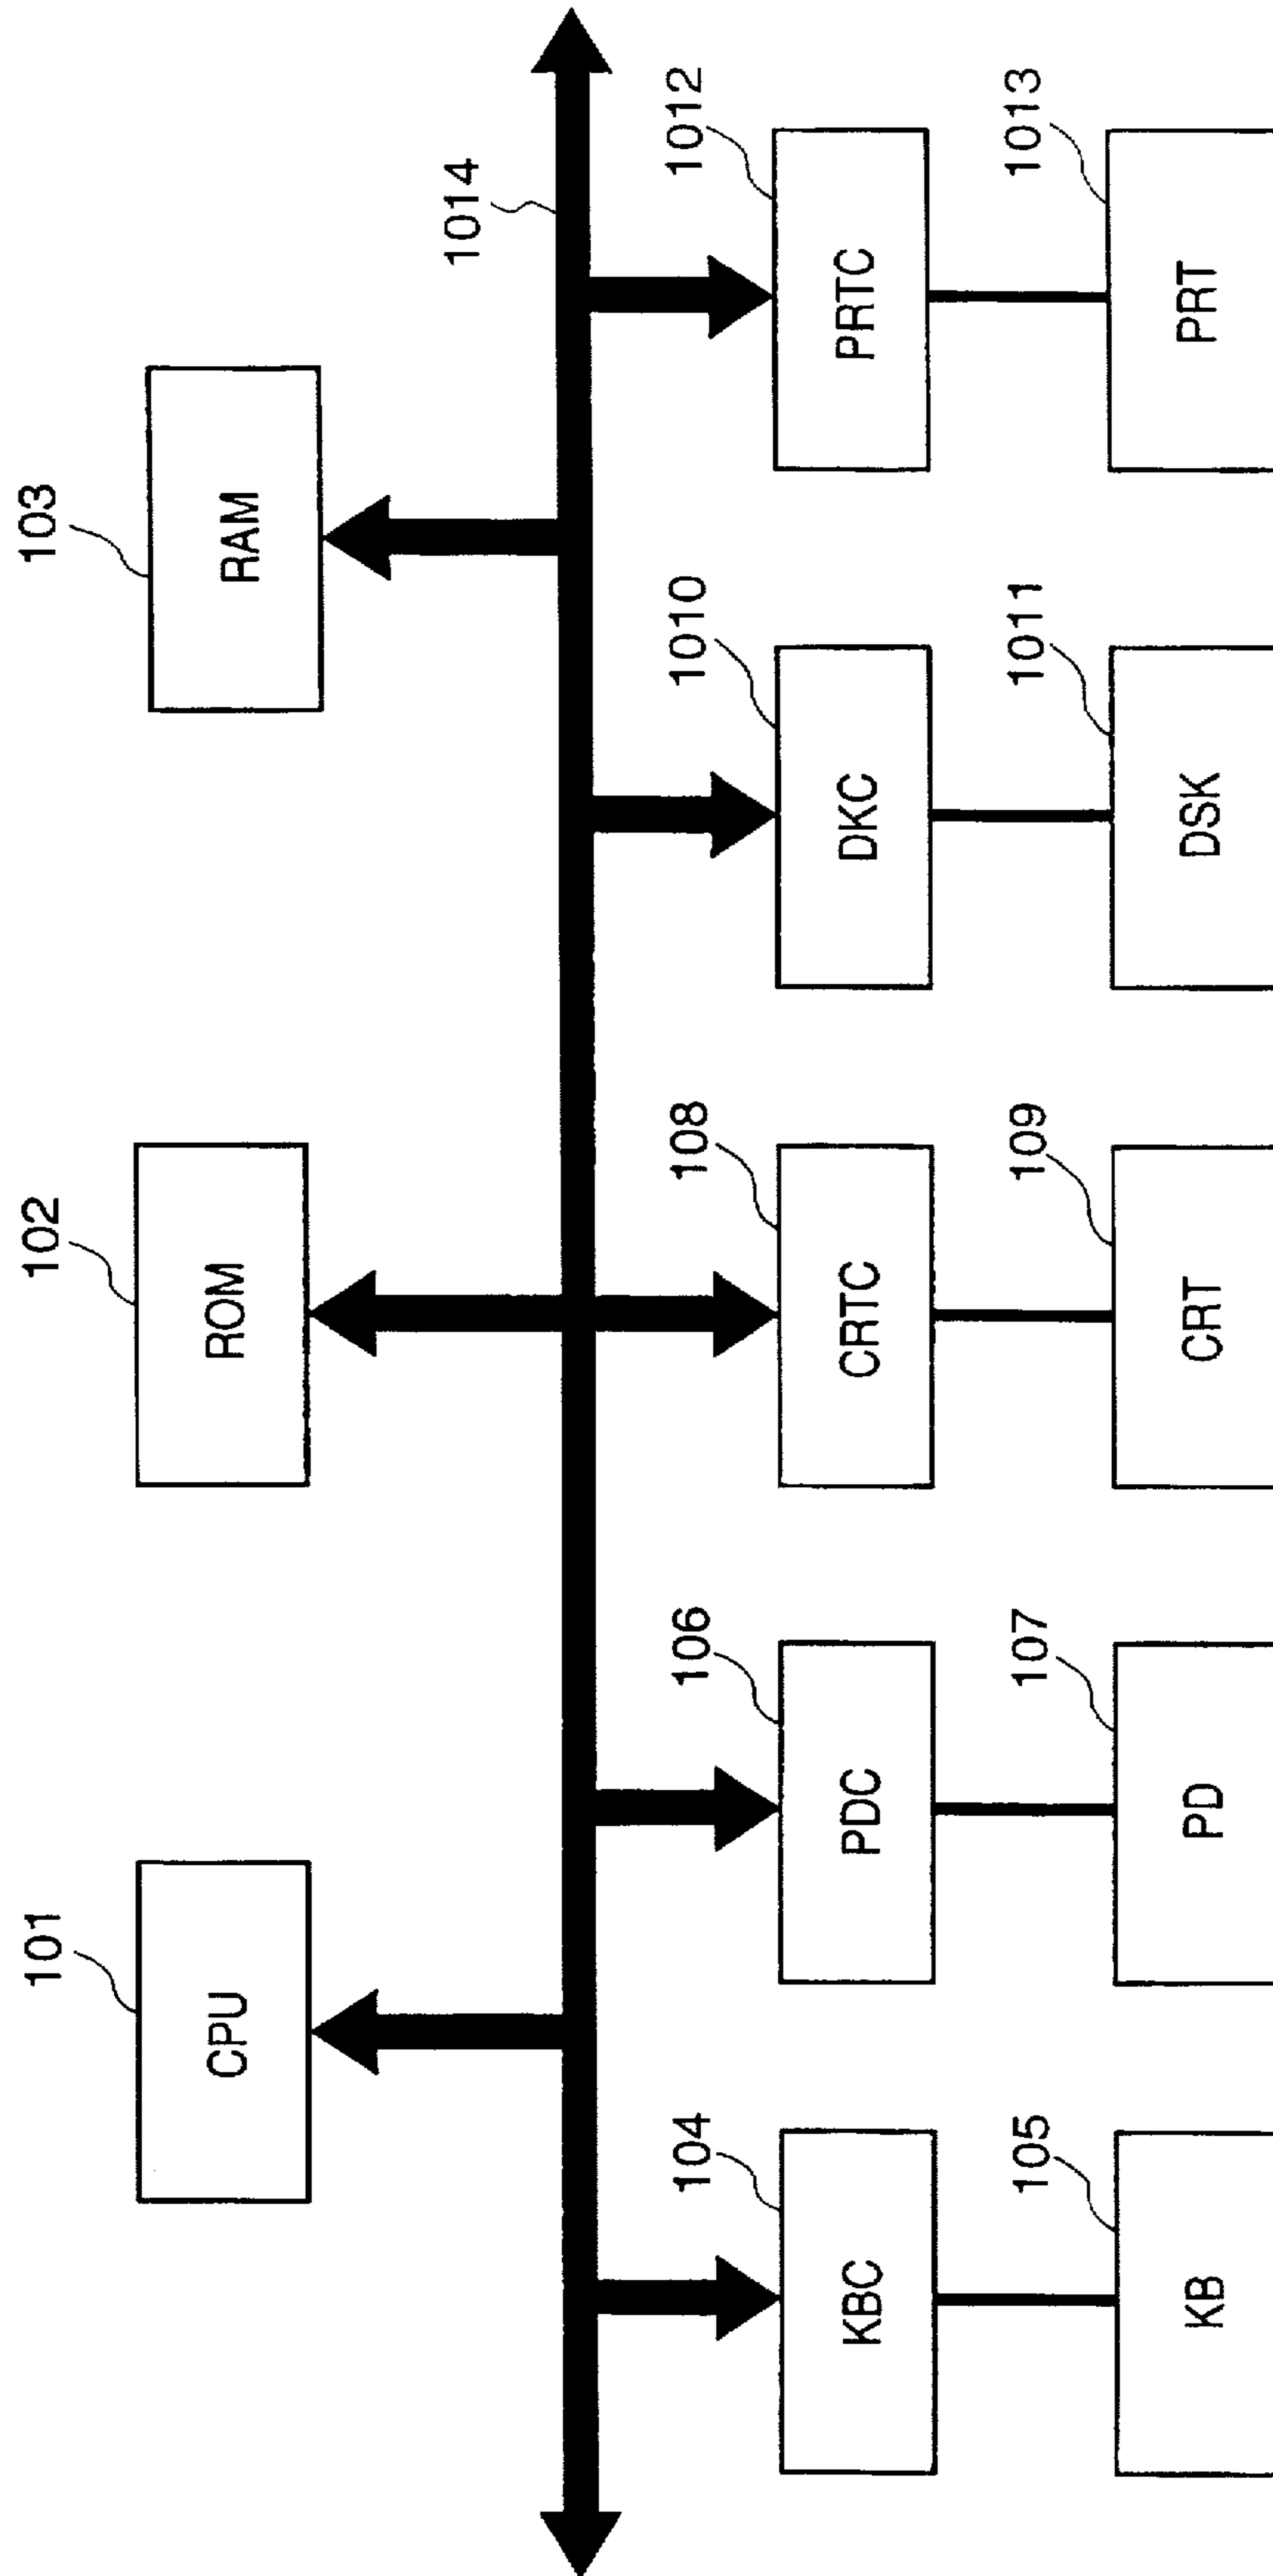 101
CPU
102
ROM
103
RAM
1014
104
KBC
106
PDC
108
CRTC
1010
DKC
1012
PRTC
105
KB
107
PD
109
CRT
1011
DSK
1013
PRT